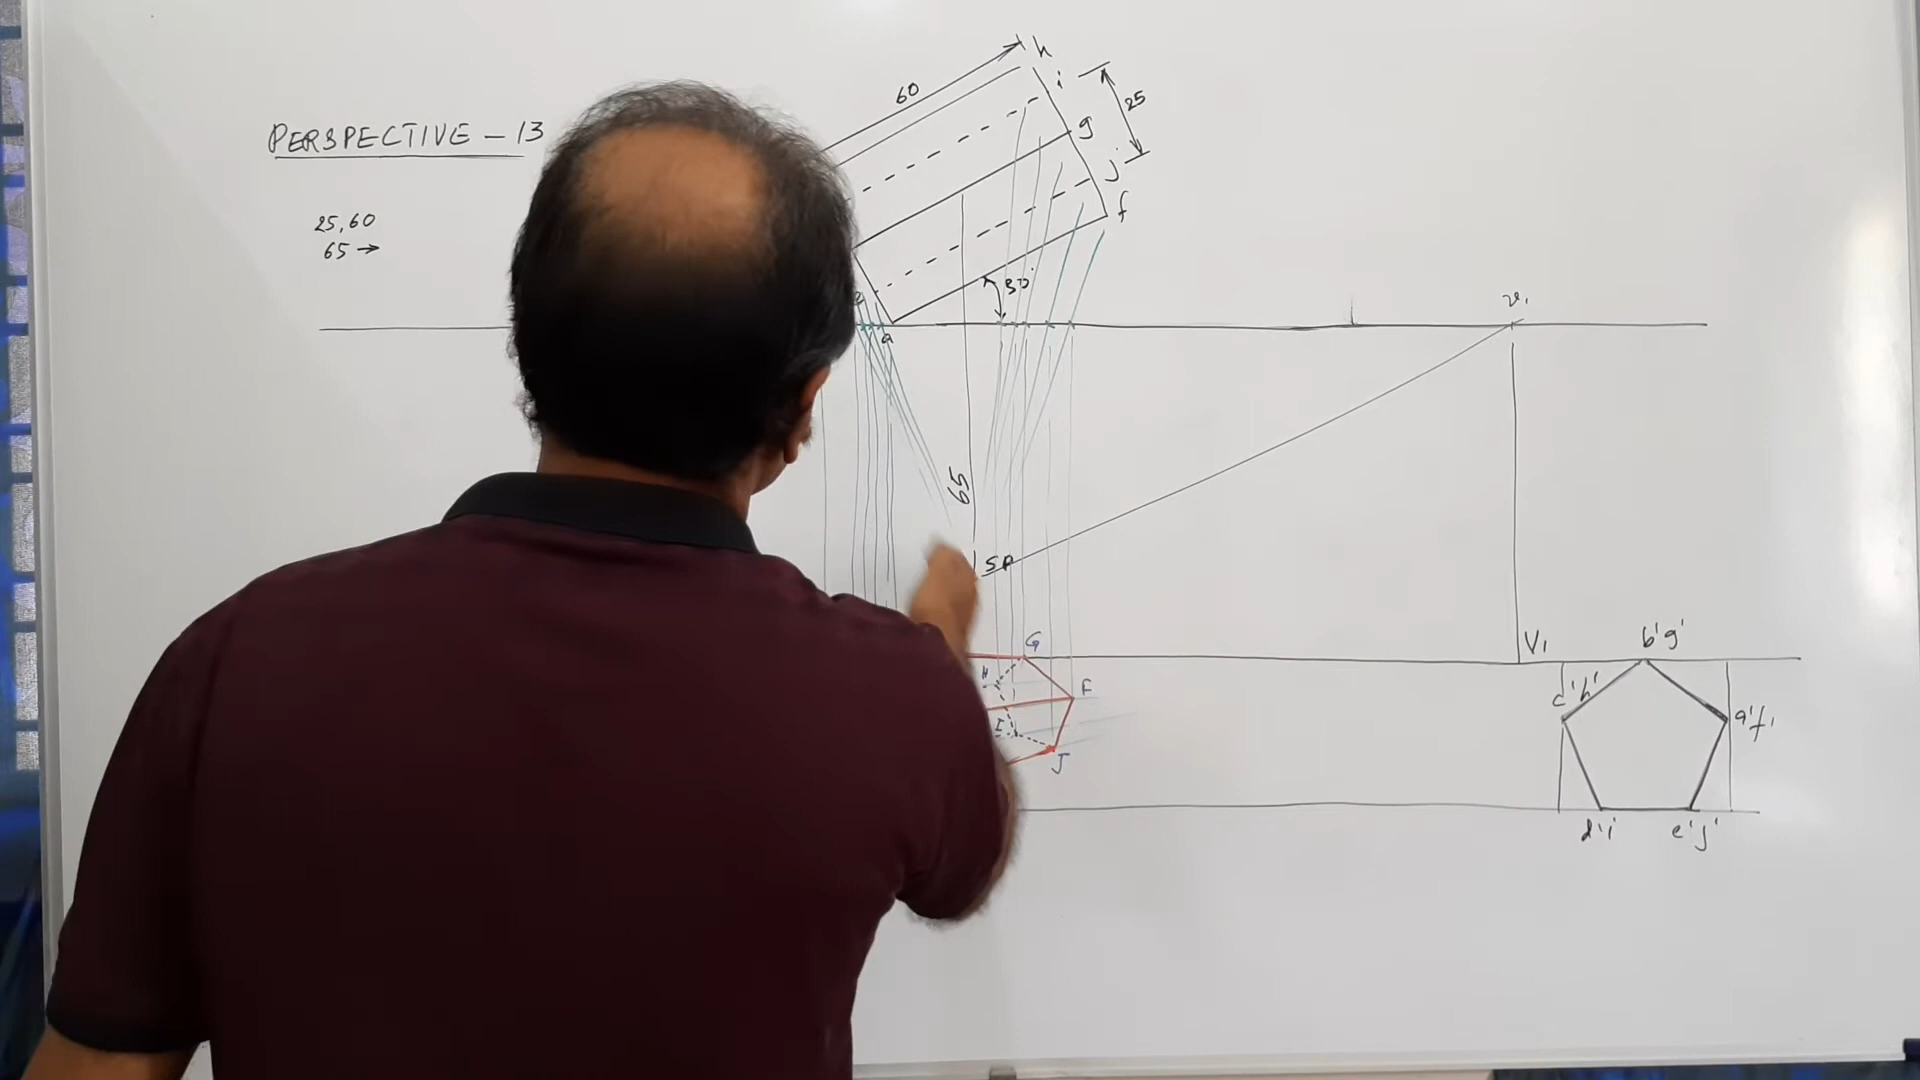 PERSPECTIVE – 13
25, 60
65 →
60
h
i
25
g
j
f
30°
e
a
v₁
65
SP
G
V₁
b'g'
H
F
c'h'
I
a'f'
J
d'i'
e'j'